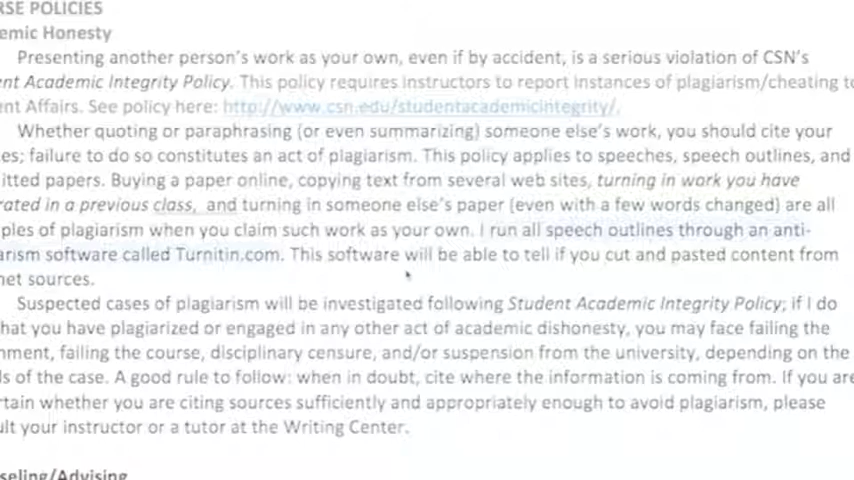 RSE POLICIES
emic Honesty
Presenting another person's work as your own, even if by accident, is a serious violation of CSN's
nt Academic Integrity Policy. This policy requires instructors to report instances of plagiarism/cheating to
ent Affairs. See policy here: http://www.csn.edu/studentacademicintegrity/.
Whether quoting or paraphrasing (or even summarizing) someone else's work, you should cite your
es; failure to do so constitutes an act of plagiarism. This policy applies to speeches, speech outlines, and
itted papers. Buying a paper online, copying text from several web sites, turning in work you have
rated in a previous class, and turning in someone else's paper (even with a few words changed) are all
ples of plagiarism when you claim such work as your own. I run all speech outlines through an anti-
arism software called Turnitin.com. This software will be able to tell if you cut and pasted content from
net sources.
Suspected cases of plagiarism will be investigated following Student Academic Integrity Policy; if I do
hat you have plagiarized or engaged in any other act of academic dishonesty, you may face failing the
nment, failing the course, disciplinary censure, and/or suspension from the university, depending on the
ls of the case. A good rule to follow: when in doubt, cite where the information is coming from. If you are
rtain whether you are citing sources sufficiently and appropriately enough to avoid plagiarism, please
ult your instructor or a tutor at the Writing Center.
seling/Advising